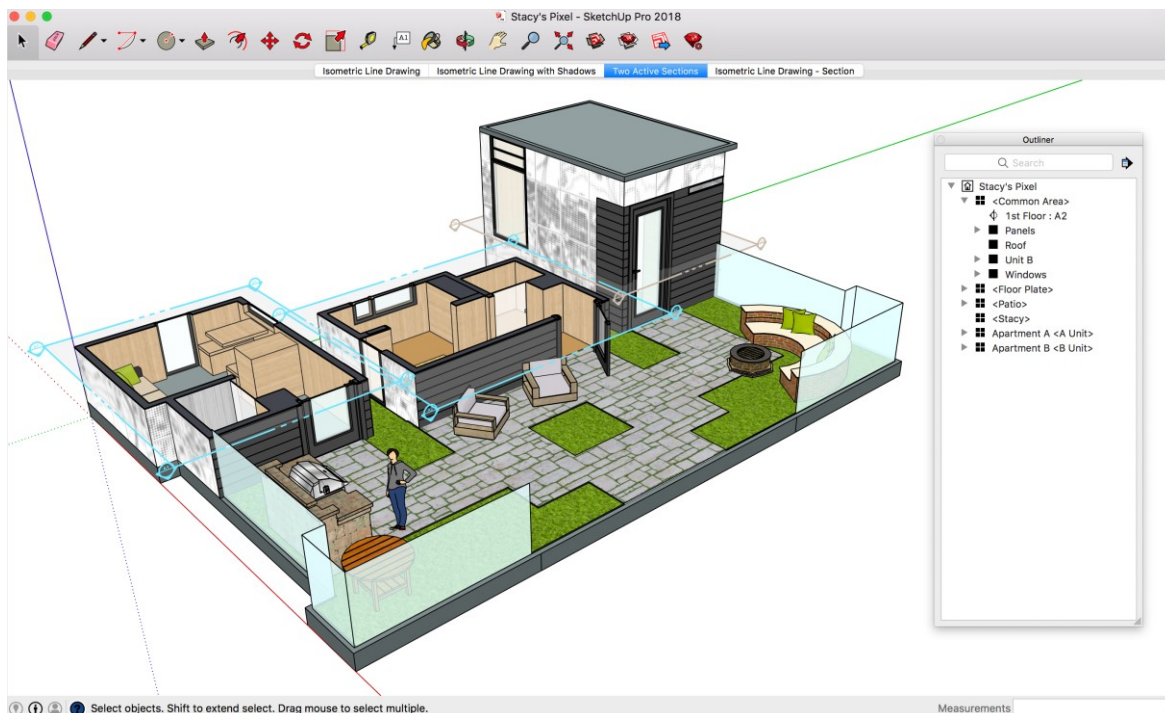 Stacy's Pixel - SketchUp Pro 2018
A1
Isometric Line Drawing
Isometric Line Drawing with Shadows
Two Active Sections
Isometric Line Drawing - Section
Outliner
Search
Stacy's Pixel
<Common Area>
1st Floor : A2
Panels
Roof
Unit B
Windows
<Floor Plate>
<Patio>
<Stacy>
Apartment A <A Unit>
Apartment B <B Unit>
Select objects. Shift to extend select. Drag mouse to select multiple.
Measurements